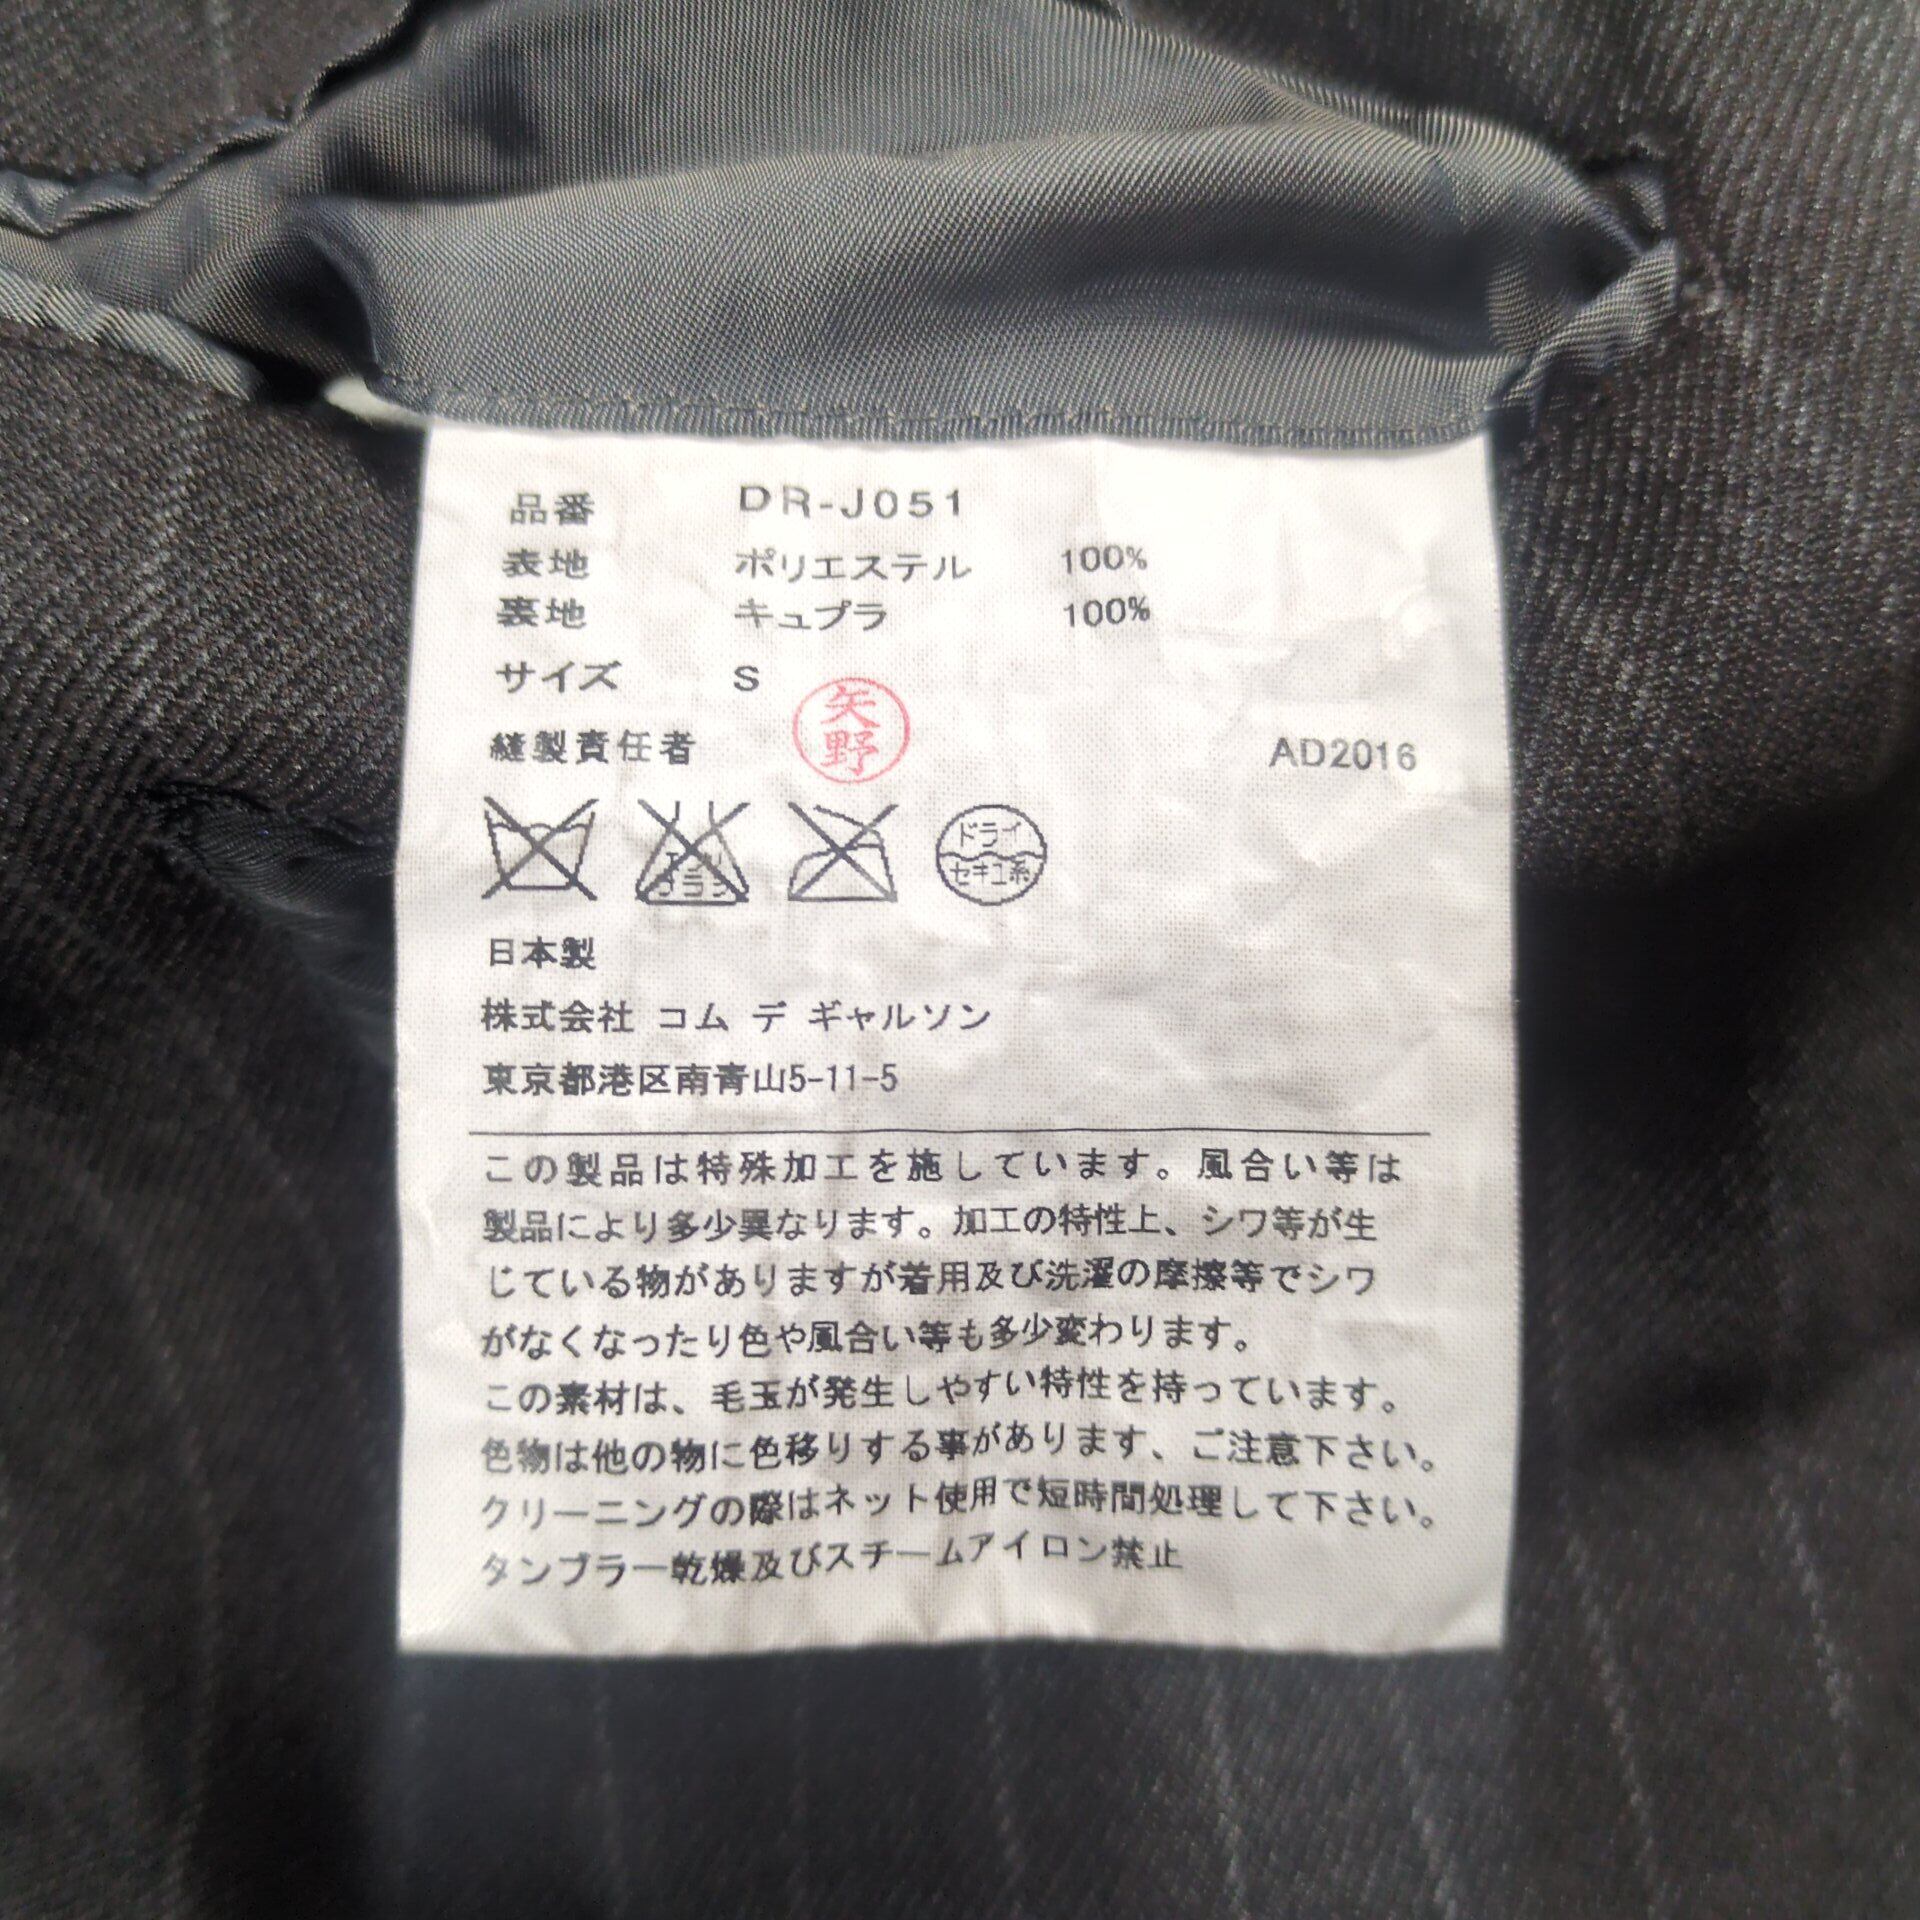 品番 DR-J051
表地 ポリエステル 100%
裏地 キュプラ 100%
サイズ S
縫製責任者 矢野 AD2016
エンソ サラシ ドライ セキユ系
日本製
株式会社 コム デ ギャルソン
東京都港区南青山5-11-5
この製品は特殊加工を施しています。風合い等は
製品により多少異なります。加工の特性上、シワ等が生
じている物がありますが着用及び洗濯の摩擦等でシワ
がなくなったり色や風合い等も多少変わります。
この素材は、毛玉が発生しやすい特性を持っています。
色物は他の物に色移りする事があります、ご注意下さい。
クリーニングの際はネット使用で短時間処理して下さい。
タンブラー乾燥及びスチームアイロン禁止